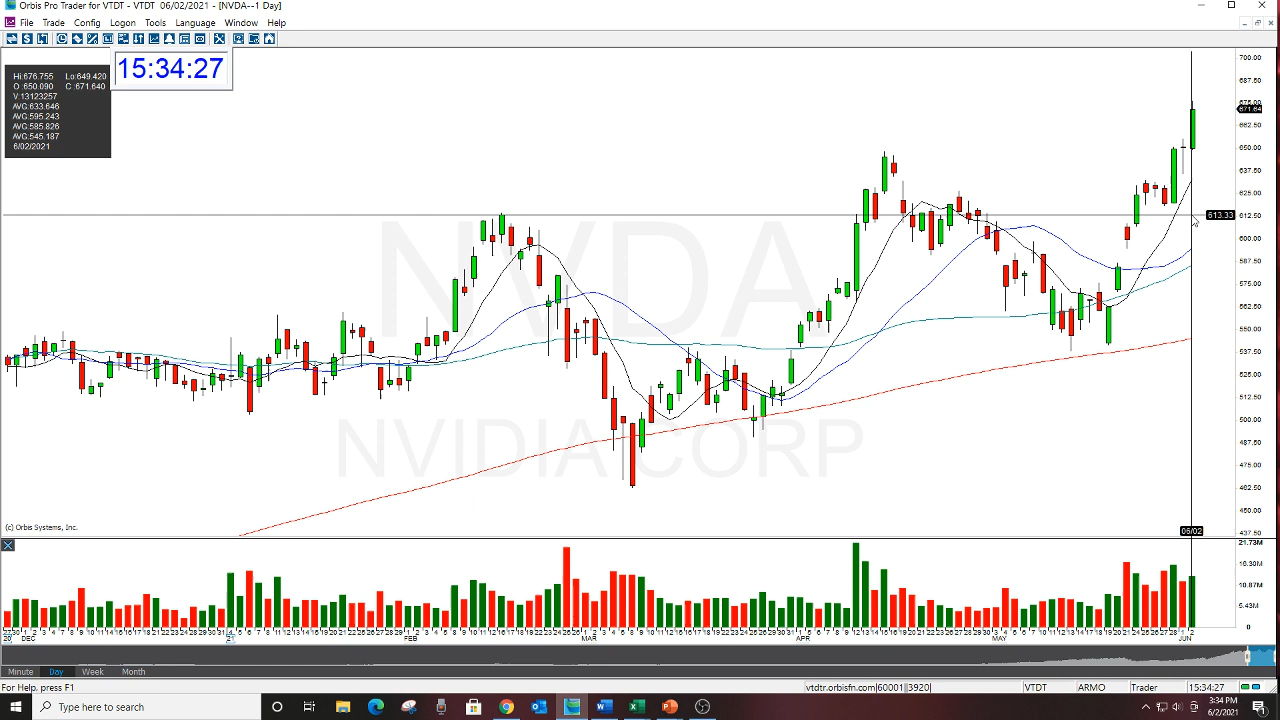 Orbis Pro Trader for VTDT - VTDT 06/02/2021 - [NVDA--1 Day]
File Trade Config Logon Tools Language Window Help
15:34:27
Hi:676.755 Lo:649.420
O :650.090 C :671.640
V:13123257
AVG:633.646
AVG:595.243
AVG:585.826
AVG:545.187
6/02/2021
NVDA
NVIDIA CORP
700.00
687.50
675.00
671.64
662.50
650.00
637.50
625.00
613.33
612.50
600.00
587.50
575.00
562.50
550.00
537.50
525.00
512.50
500.00
487.50
475.00
462.50
450.00
437.50
(c) Orbis Systems, Inc.
06/02
21.73M
16.30M
10.87M
5.43M
0
DEC 21 FEB MAR APR MAY JUN
Minute Day Week Month
For Help, press F1
vtdtr.orbisfn.com|60001||3920|
VTDT ARMO Trader 15:34:27
Type here to search
3:34 PM
6/2/2021